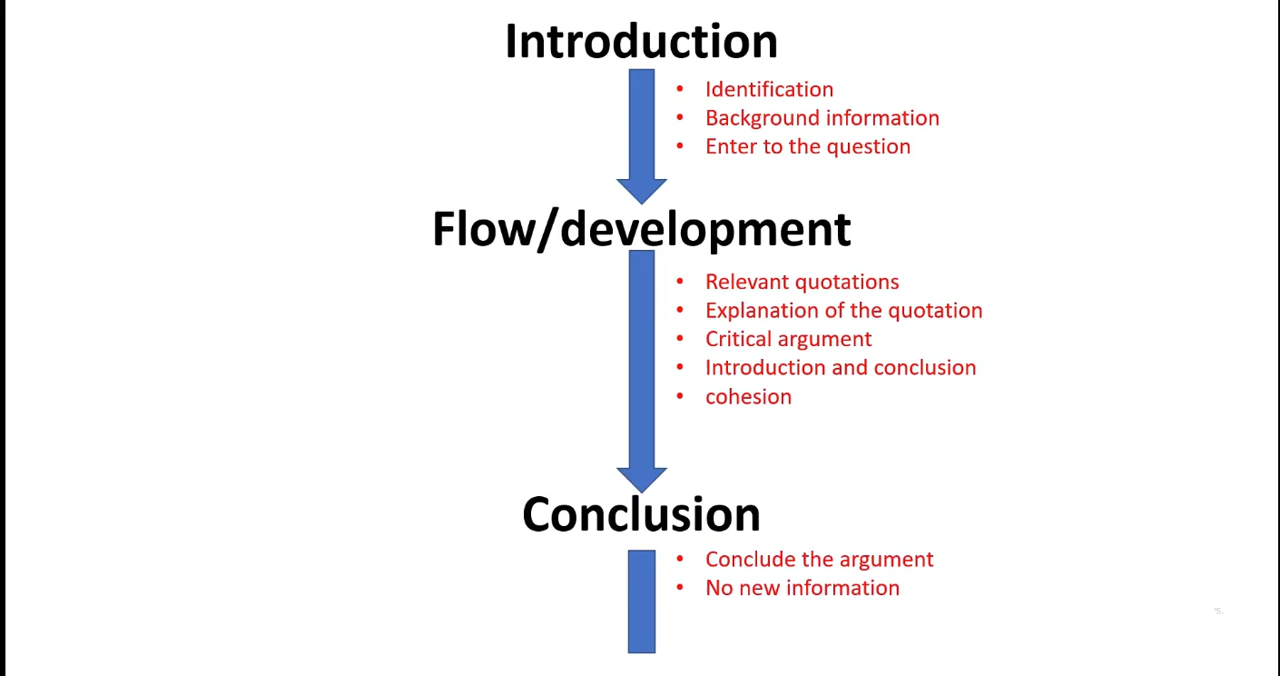 Introduction
• Identification
• Background information
• Enter to the question
Flow/development
• Relevant quotations
• Explanation of the quotation
• Critical argument
• Introduction and conclusion
• cohesion
Conclusion
• Conclude the argument
• No new information